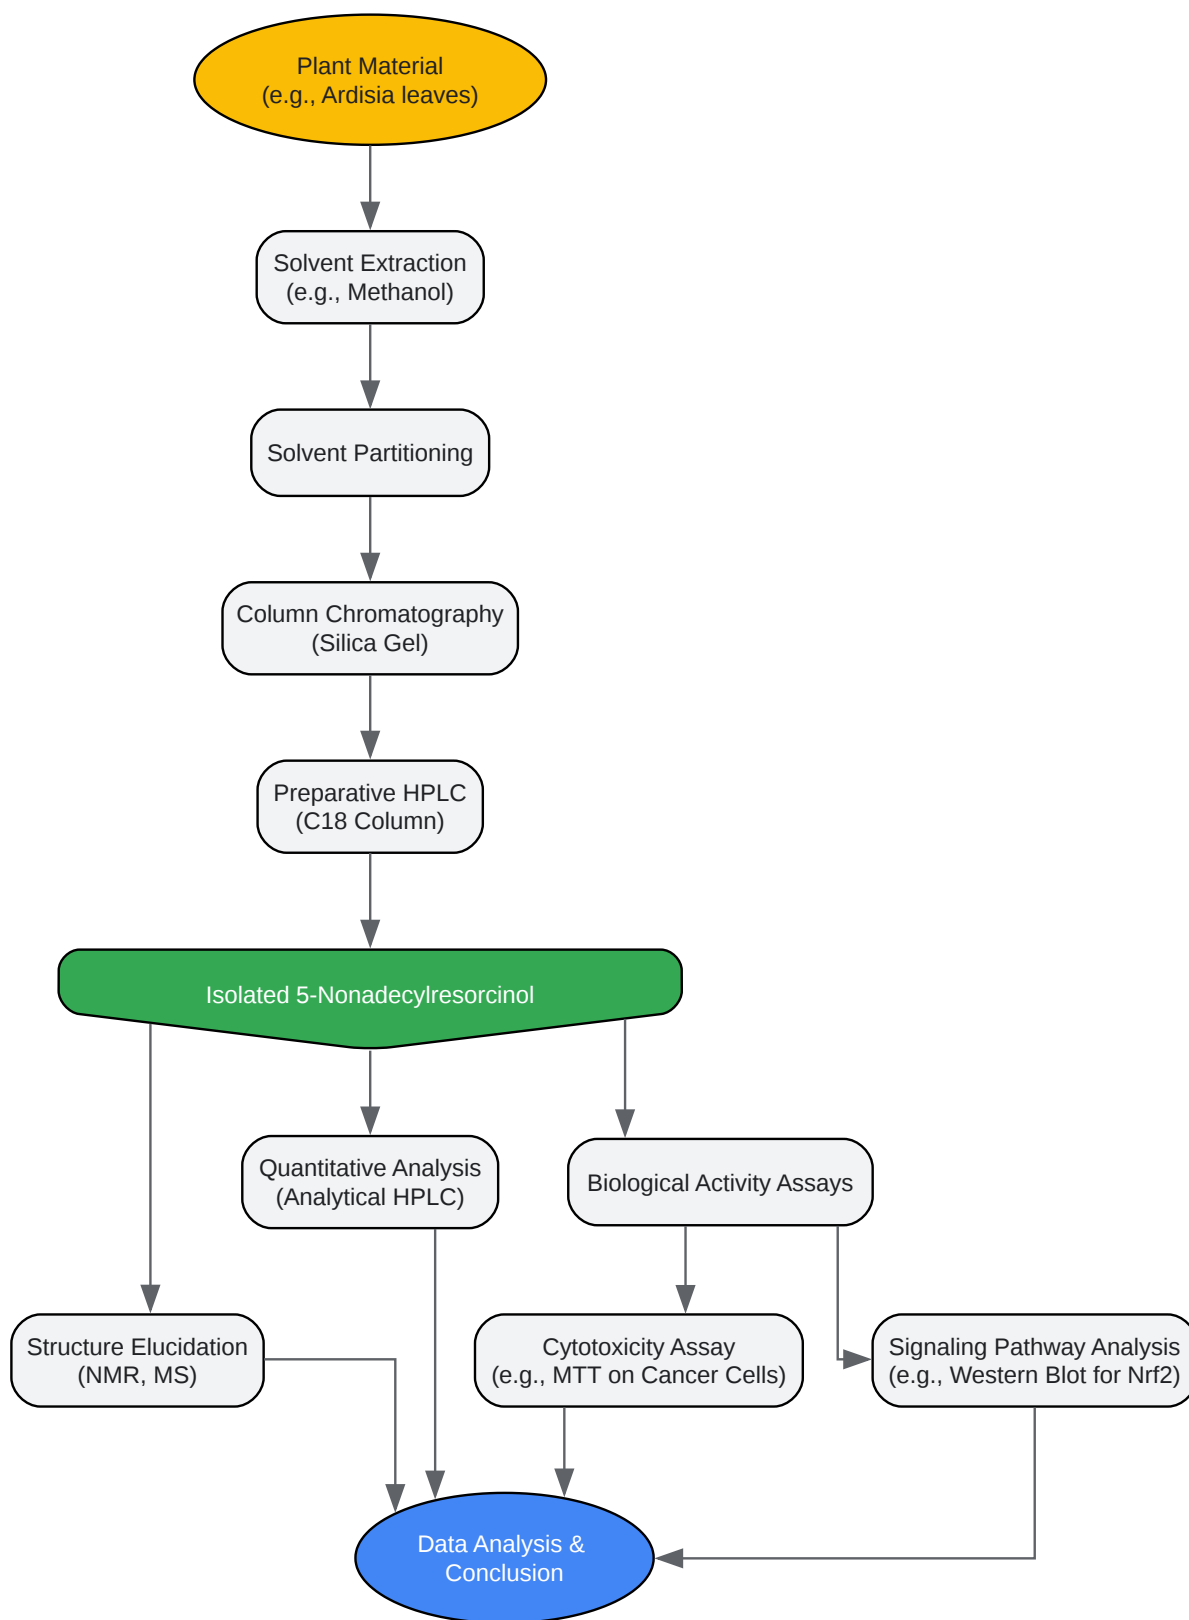 Plant Material
(e.g., Ardisia leaves)
Solvent Extraction
(e.g., Methanol)
Solvent Partitioning
Column Chromatography
(Silica Gel)
Preparative HPLC
(C18 Column)
Isolated 5-Nonadecylresorcinol
Quantitative Analysis
(Analytical HPLC)
Biological Activity Assays
Structure Elucidation
(NMR, MS)
Cytotoxicity Assay
(e.g., MTT on Cancer Cells)
Signaling Pathway Analysis
(e.g., Western Blot for Nrf2)
Data Analysis &
Conclusion